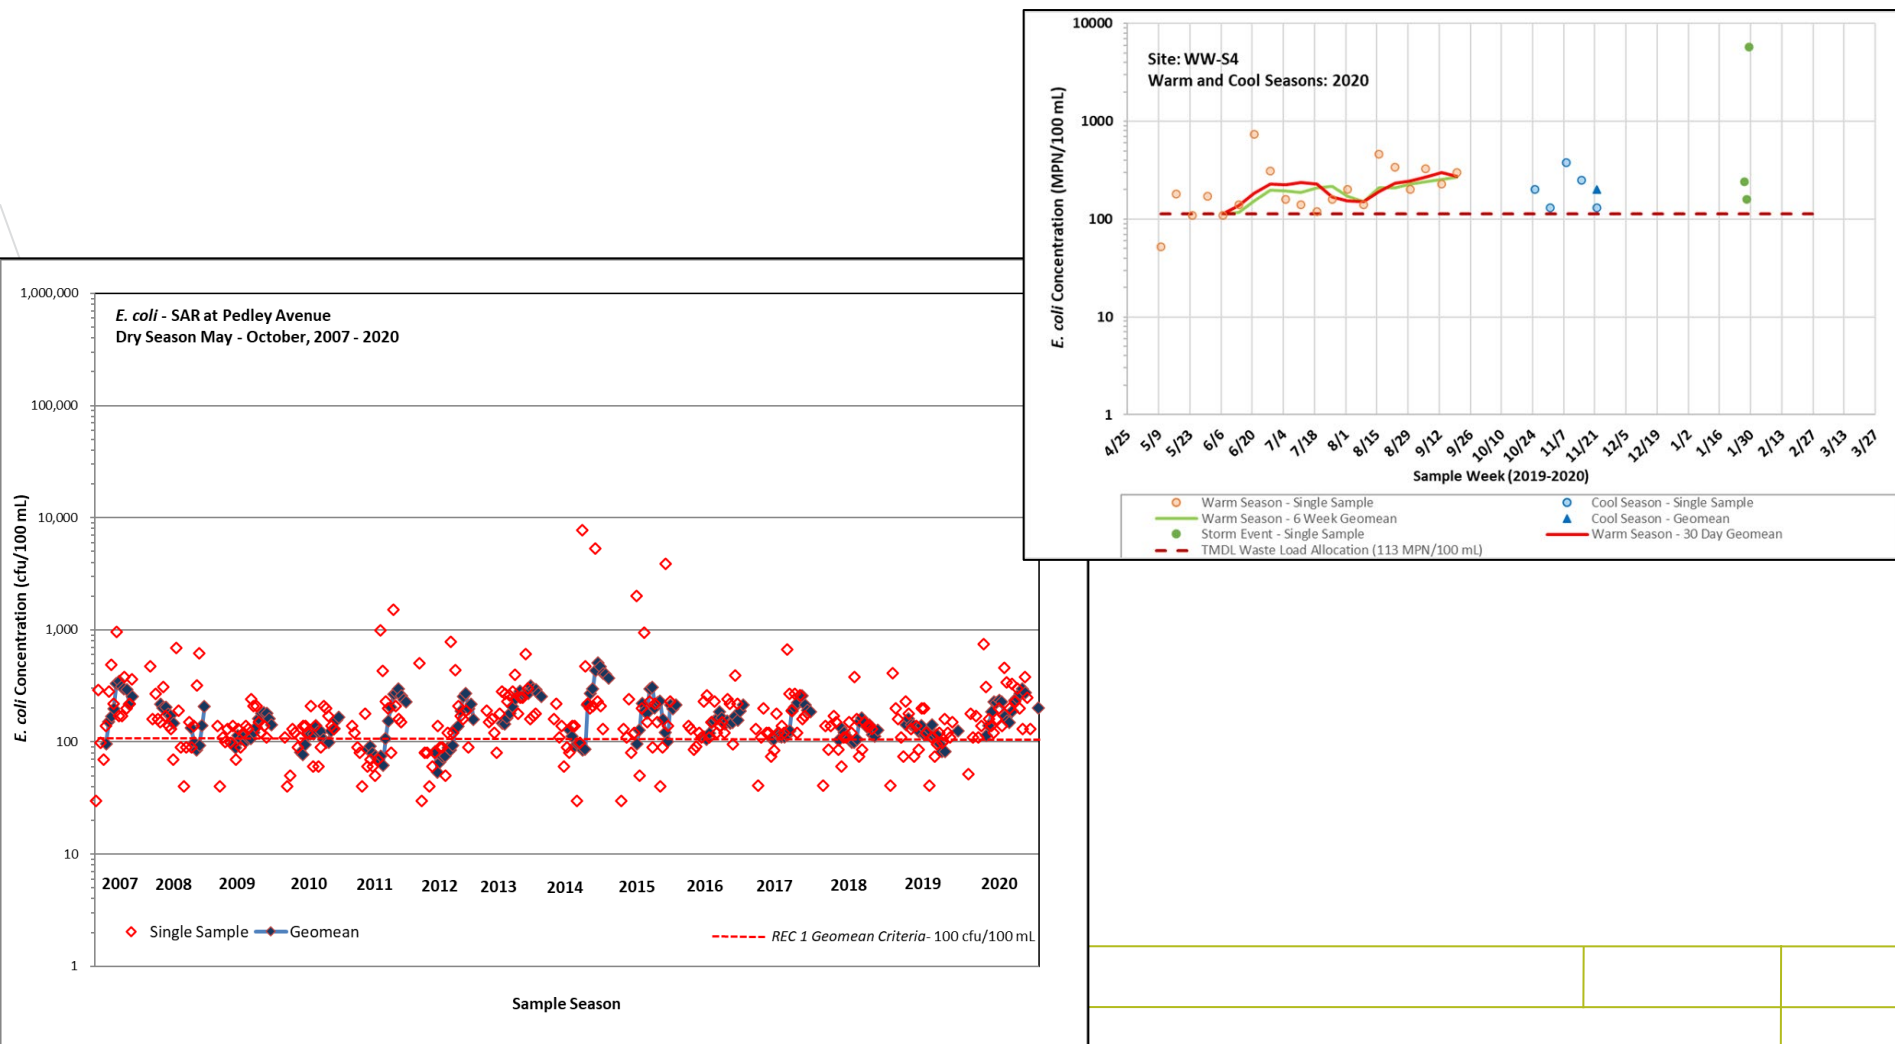 10000
1000
100
10
1
E. coli Concentration (MPN/100 mL)
Site: WW-S4
Warm and Cool Seasons: 2020
4/25 5/9 5/23 6/6 6/20 7/4 7/18 8/1 8/15 8/29 9/12 9/26 10/10 10/24 11/7 11/21 12/5 12/19 1/2 1/16 1/30 2/13 2/27 3/13 3/27
Sample Week (2019-2020)
Warm Season - Single Sample
Cool Season - Single Sample
Warm Season - 6 Week Geomean
Cool Season - Geomean
Storm Event - Single Sample
Warm Season - 30 Day Geomean
TMDL Waste Load Allocation (113 MPN/100 mL)
1,000,000
100,000
10,000
1,000
100
10
1
E. coli Concentration (cfu/100 mL)
E. coli - SAR at Pedley Avenue
Dry Season May - October, 2007 - 2020
2007 2008 2009 2010 2011 2012 2013 2014 2015 2016 2017 2018 2019 2020
Single Sample
Geomean
REC 1 Geomean Criteria- 100 cfu/100 mL
Sample Season